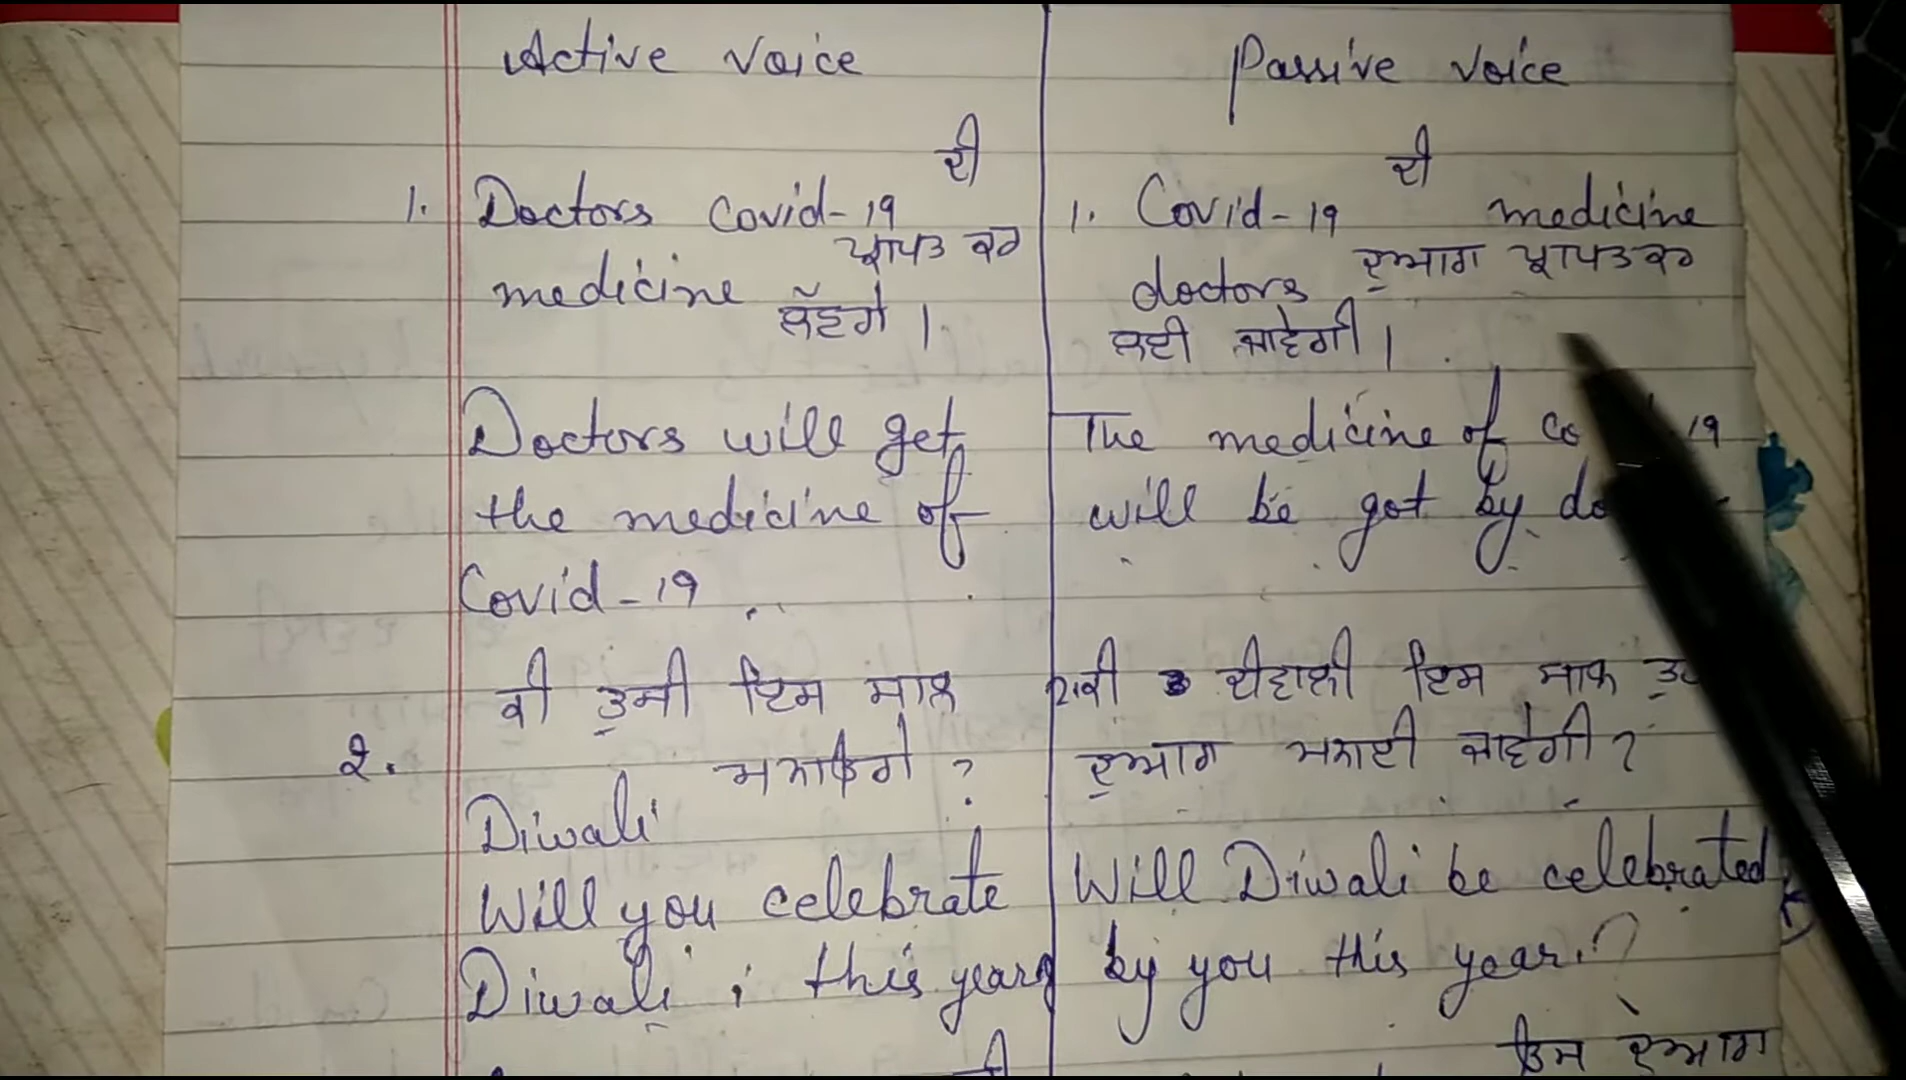 Active Voice
Passive Voice
ਦੀ
1. Doctors Covid-19
ਪ੍ਰਾਪਤ ਕਰ
medicine
ਲੈਣਗੇ।
Doctors will get
the medicine of
Covid-19.
ਕੀ ਤੁਸੀ ਇਸ ਸਾਲ
2. ਮਨਾਓਗੇ?
Diwali
Will you celebrate
Diwali this year
ਦੀ
1. Covid-19 medicine
ਦੁਆਰਾ ਪ੍ਰਾਪਤ ਕਰ
doctors
ਲਈ ਜਾਵੇਗੀ।
The medicine of 19
will be got by
ਕੀ ਦੀਵਾਲੀ ਇਸ ਸਾਲ
ਦੁਆਰਾ ਮਨਾਈ ਜਾਵੇਗੀ?
Will Diwali be celebrated
by you this year.?